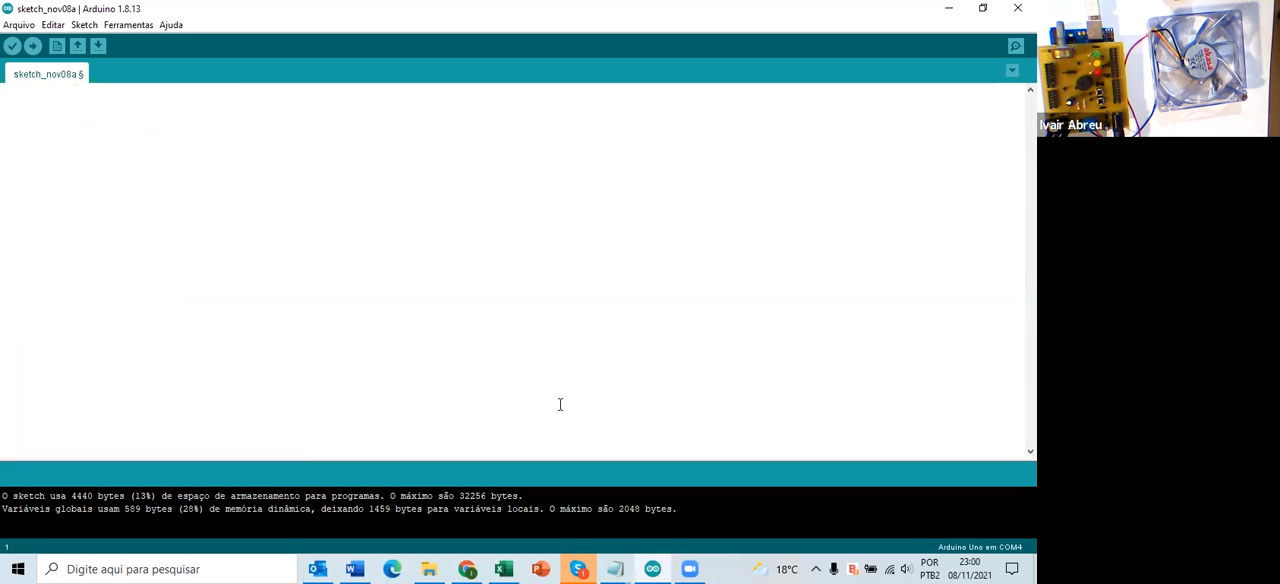 sketch_nov08a | Arduino 1.8.13
Arquivo Editar Sketch Ferramentas Ajuda
sketch_nov08a §
akasa
Ivair Abreu
O sketch usa 4440 bytes (13%) de espaço de armazenamento para programas. O máximo são 32256 bytes.
Variáveis globais usam 589 bytes (28%) de memória dinâmica, deixando 1459 bytes para variáveis locais. O máximo são 2048 bytes.
1
Arduino Uno em COM4
Digite aqui para pesquisar
18°C
POR
PTB2
23:00
08/11/2021